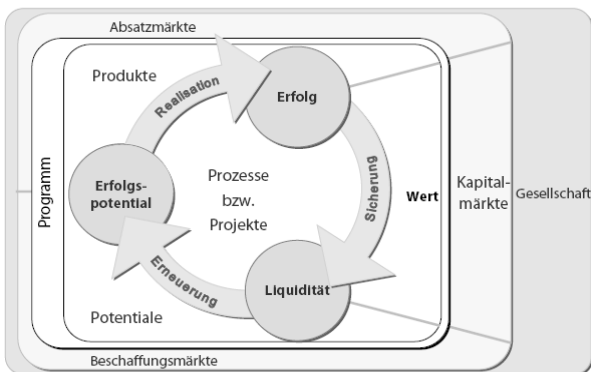 Absatzmärkte
Produkte
Realisation
Erfolg
Programm
Erfolgs-
potential
Prozesse
bzw.
Projekte
Sicherung
Wert
Kapital-
märkte
Gesellschaft
Erneuerung
Liquidität
Potentiale
Beschaffungsmärkte